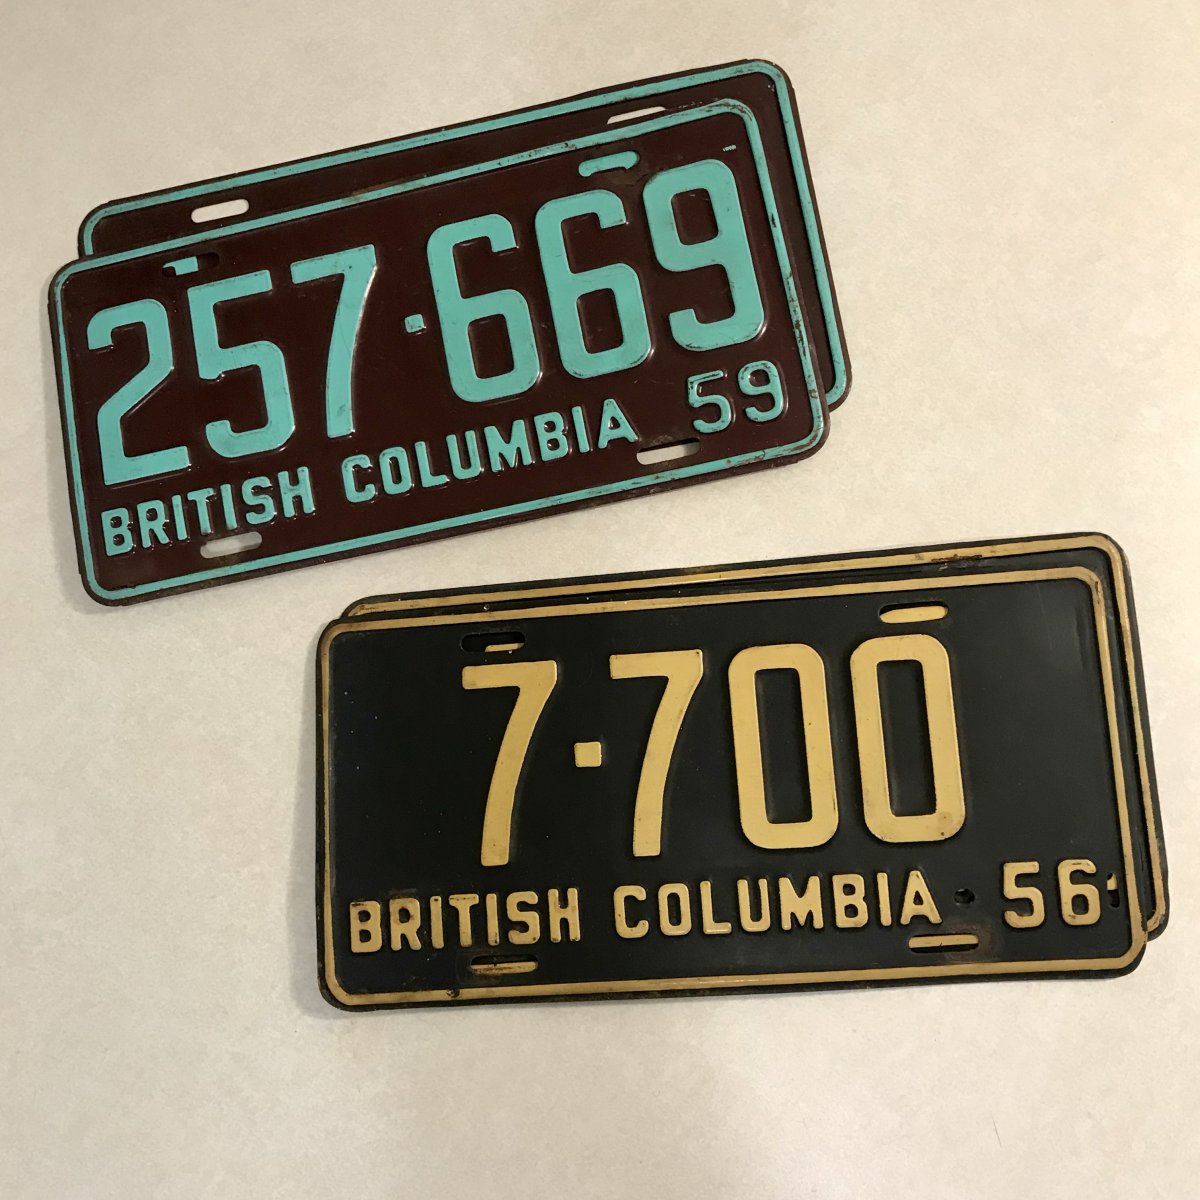 257·669
BRITISH COLUMBIA 59
7·700
BRITISH COLUMBIA 56